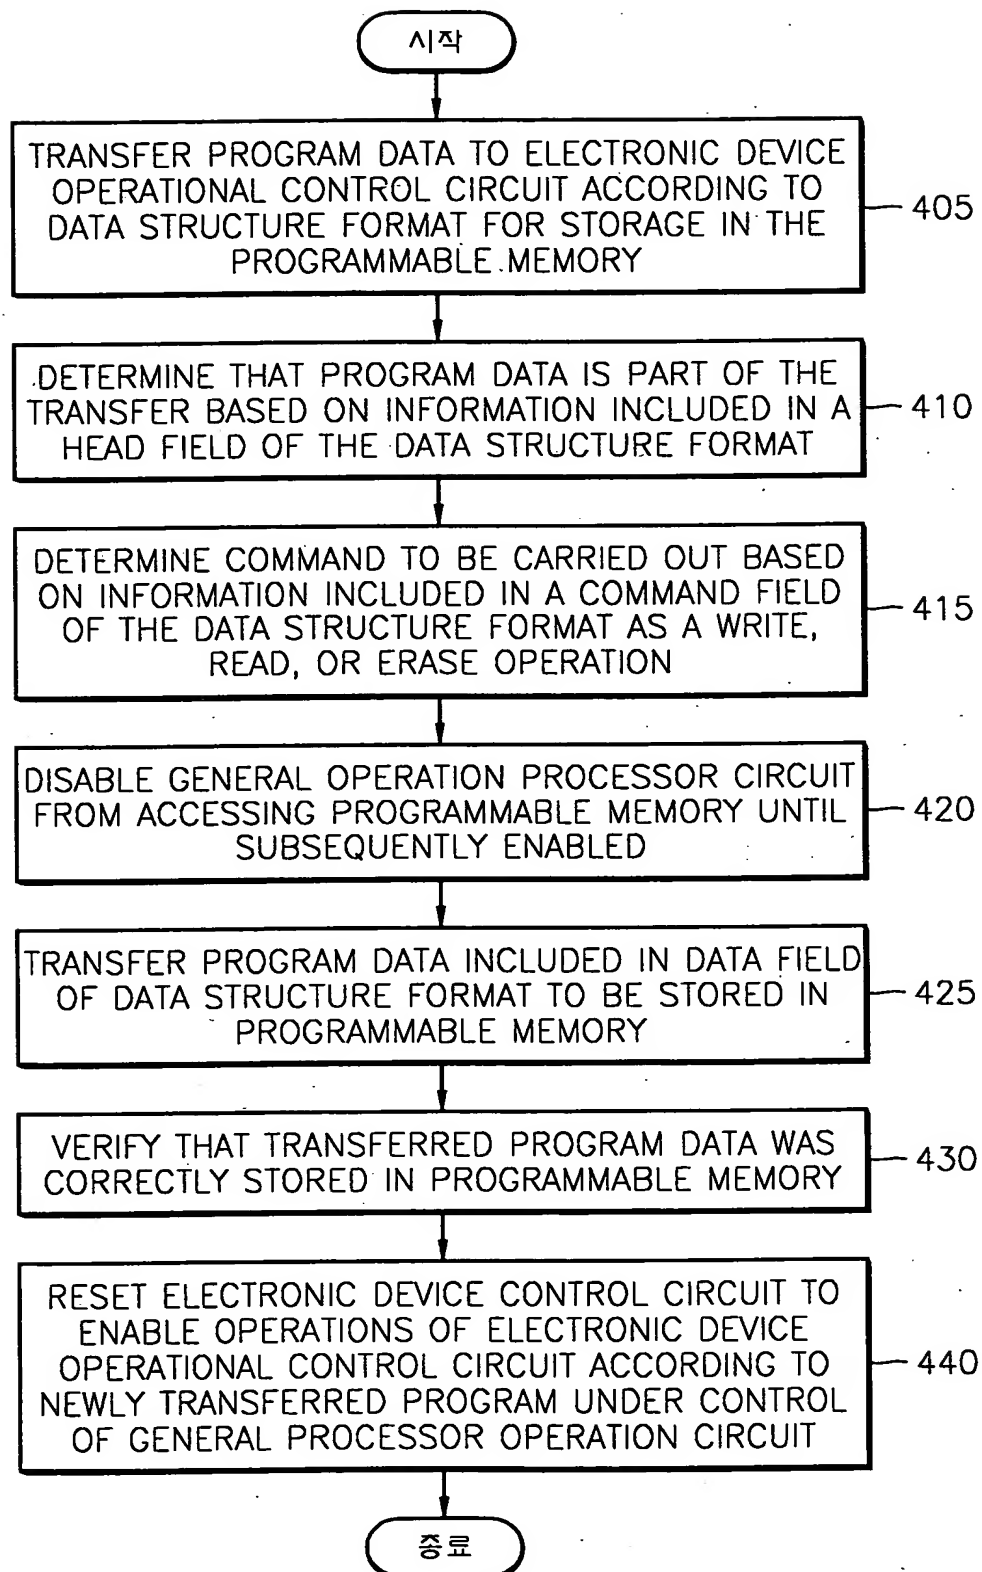 시작
TRANSFER PROGRAM DATA TO ELECTRONIC DEVICE
OPERATIONAL CONTROL CIRCUIT ACCORDING TO
DATA STRUCTURE FORMAT FOR STORAGE IN THE
PROGRAMMABLE MEMORY
405
DETERMINE THAT PROGRAM DATA IS PART OF THE
TRANSFER BASED ON INFORMATION INCLUDED IN A
HEAD FIELD OF THE DATA STRUCTURE FORMAT
410
DETERMINE COMMAND TO BE CARRIED OUT BASED
ON INFORMATION INCLUDED IN A COMMAND FIELD
OF THE DATA STRUCTURE FORMAT AS A WRITE,
READ, OR ERASE OPERATION
415
DISABLE GENERAL OPERATION PROCESSOR CIRCUIT
FROM ACCESSING PROGRAMMABLE MEMORY UNTIL
SUBSEQUENTLY ENABLED
420
TRANSFER PROGRAM DATA INCLUDED IN DATA FIELD
OF DATA STRUCTURE FORMAT TO BE STORED IN
PROGRAMMABLE MEMORY
425
VERIFY THAT TRANSFERRED PROGRAM DATA WAS
CORRECTLY STORED IN PROGRAMMABLE MEMORY
430
RESET ELECTRONIC DEVICE CONTROL CIRCUIT TO
ENABLE OPERATIONS OF ELECTRONIC DEVICE
OPERATIONAL CONTROL CIRCUIT ACCORDING TO
NEWLY TRANSFERRED PROGRAM UNDER CONTROL
OF GENERAL PROCESSOR OPERATION CIRCUIT
440
종료